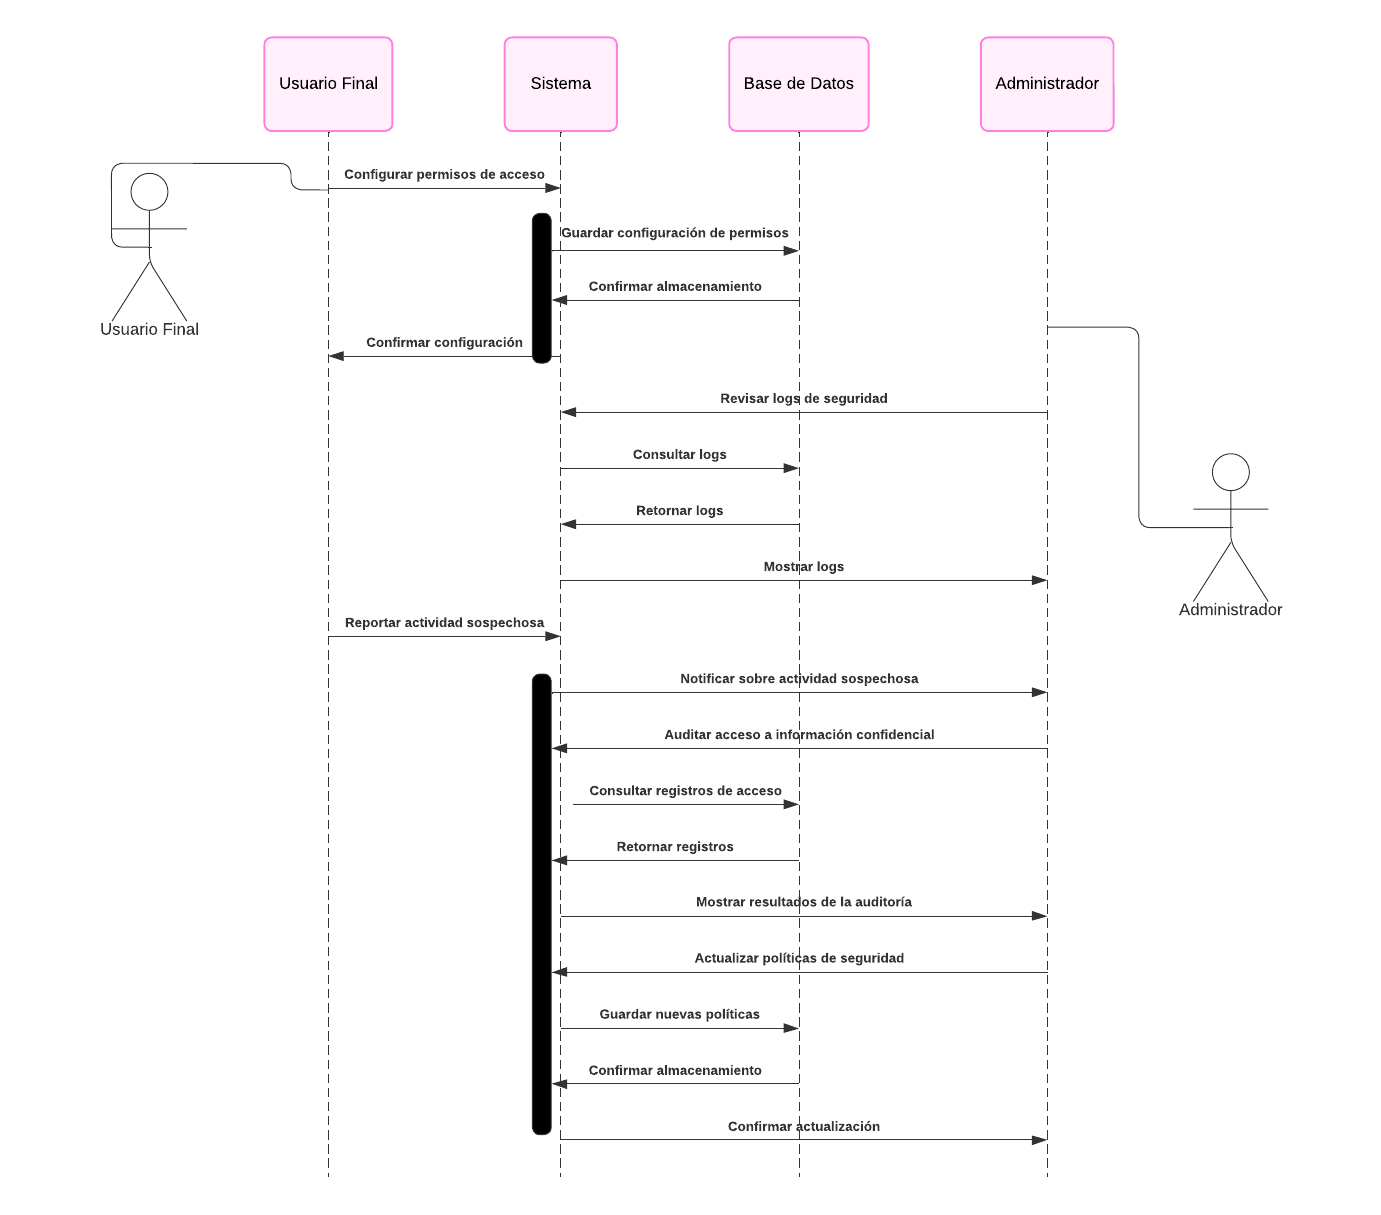 Usuario Final
Sistema
Base de Datos
Administrador
Configurar permisos de acceso
Guardar configuración de permisos
Confirmar almacenamiento
Usuario Final
Confirmar configuración
Revisar logs de seguridad
Consultar logs
Retornar logs
Mostrar logs
Administrador
Reportar actividad sospechosa
Notificar sobre actividad sospechosa
Auditar acceso a información confidencial
Consultar registros de acceso
Retornar registros
Mostrar resultados de la auditoría
Actualizar políticas de seguridad
Guardar nuevas políticas
Confirmar almacenamiento
Confirmar actualización